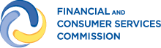 FINANCIAL AND
CONSUMER SERVICES
COMMISSION